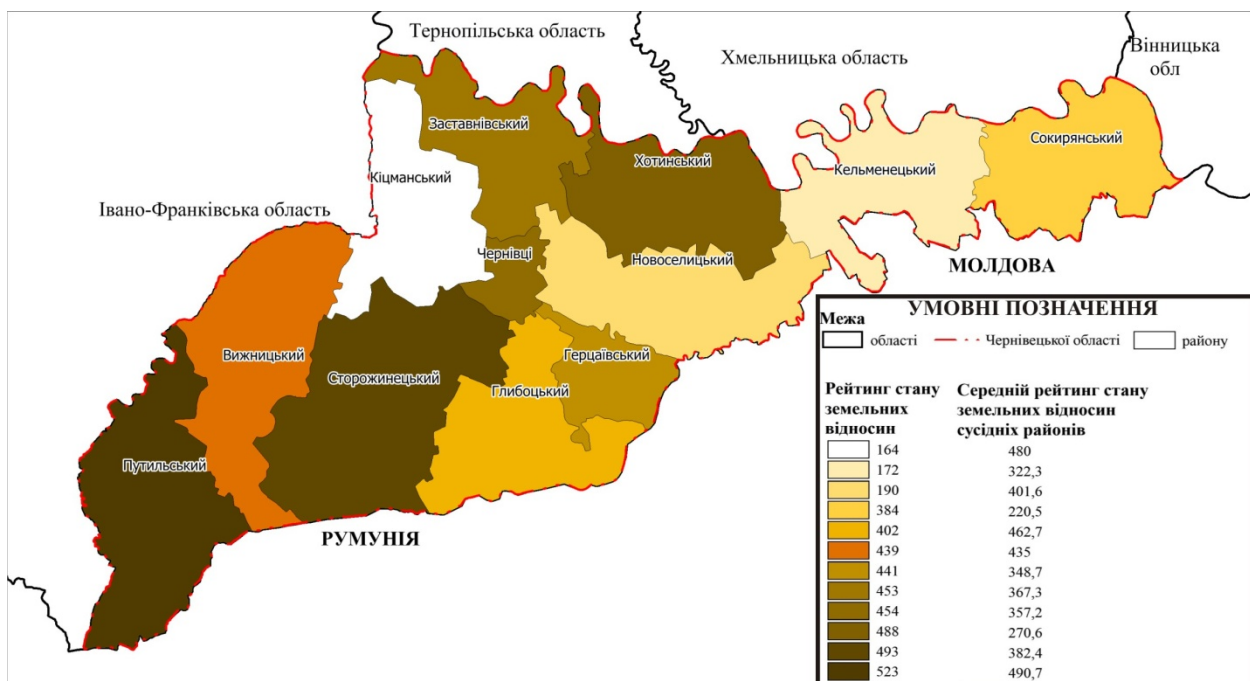 Тернопільська область
Хмельницька область
Вінницька
обл
Заставнівський
Сокирянський
Хотинський
Кельменецький
Кіцманський
Івано-Франківська область
Чернівці
Новоселицький
МОЛДОВА
Вижницький
Герцаївський
Сторожинецький
Глибоцький
Путильський
РУМУНІЯ
УМОВНІ ПОЗНАЧЕННЯ
Межа
області Чернівецької області району
Рейтинг стану Середній рейтинг стану
земельних земельних відносин
відносин сусідніх районів
164 480
172 322,3
190 401,6
384 220,5
402 462,7
439 435
441 348,7
453 367,3
454 357,2
488 270,6
493 382,4
523 490,7